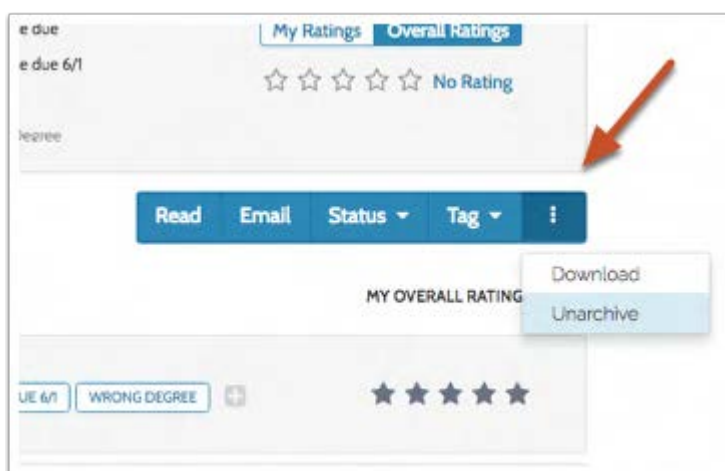 e due
My Ratings Overall Ratings
e due 6/1
No Rating
Degree
Read Email Status Tag
Download
MY OVERALL RATING
Unarchive
UE 6/1 WRONG DEGREE